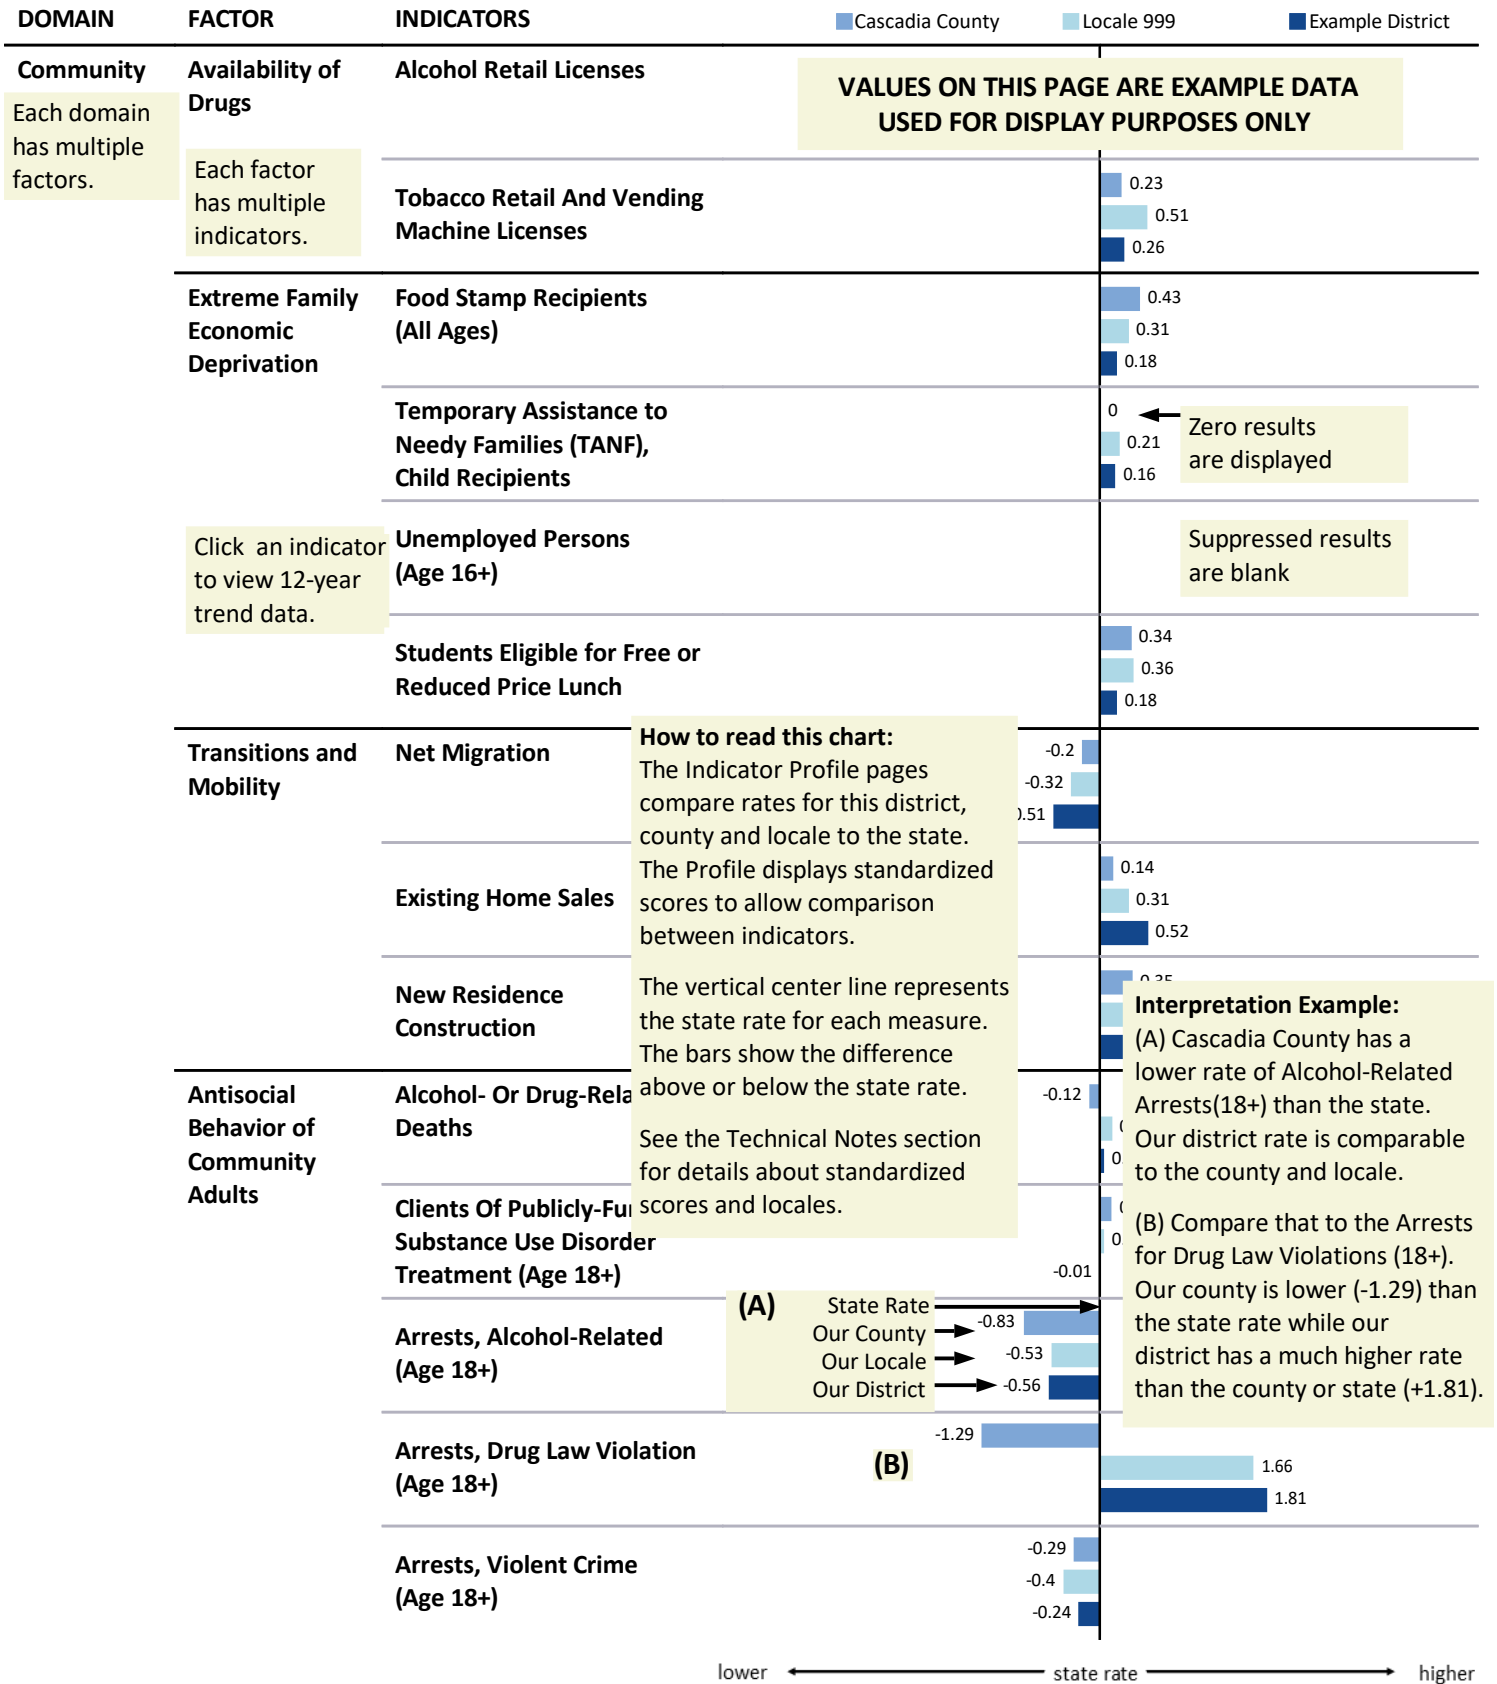 DOMAIN FACTOR INDICATORS Cascadia County Locale 999 Example District
Community
Each domain
has multiple
factors.
Availability of
Drugs
Each factor
has multiple
indicators.
Alcohol Retail Licenses
VALUES ON THIS PAGE ARE EXAMPLE DATA
USED FOR DISPLAY PURPOSES ONLY
Tobacco Retail And Vending
Machine Licenses
0.23
0.51
0.26
Extreme Family
Economic
Deprivation
Food Stamp Recipients
(All Ages)
0.43
0.31
0.18
Temporary Assistance to
Needy Families (TANF),
Child Recipients
0
0.21
0.16
Zero results
are displayed
Click an indicator
to view 12-year
trend data.
Unemployed Persons
(Age 16+)
Suppressed results
are blank
Students Eligible for Free or
Reduced Price Lunch
0.34
0.36
0.18
Transitions and
Mobility
Net Migration
-0.2
-0.32
.51
How to read this chart:
The Indicator Profile pages
compare rates for this district,
county and locale to the state.
The Profile displays standardized
scores to allow comparison
between indicators.
The vertical center line represents
the state rate for each measure.
The bars show the difference
above or below the state rate.
See the Technical Notes section
for details about standardized
scores and locales.
Existing Home Sales
0.14
0.31
0.52
New Residence
Construction
Interpretation Example:
(A) Cascadia County has a
lower rate of Alcohol-Related
Arrests(18+) than the state.
Our district rate is comparable
to the county and locale.
(B) Compare that to the Arrests
for Drug Law Violations (18+).
Our county is lower (-1.29) than
the state rate while our
district has a much higher rate
than the county or state (+1.81).
Antisocial
Behavior of
Community
Adults
Alcohol- Or Drug-Rela
Deaths
-0.12
0.
Clients Of Publicly-Fu
Substance Use Disorder
Treatment (Age 18+)
0.
-0.01
Arrests, Alcohol-Related
(Age 18+)
(A) State Rate
Our County -0.83
Our Locale -0.53
Our District -0.56
Arrests, Drug Law Violation
(Age 18+)
(B)
-1.29
1.66
1.81
Arrests, Violent Crime
(Age 18+)
-0.29
-0.4
-0.24
lower state rate higher